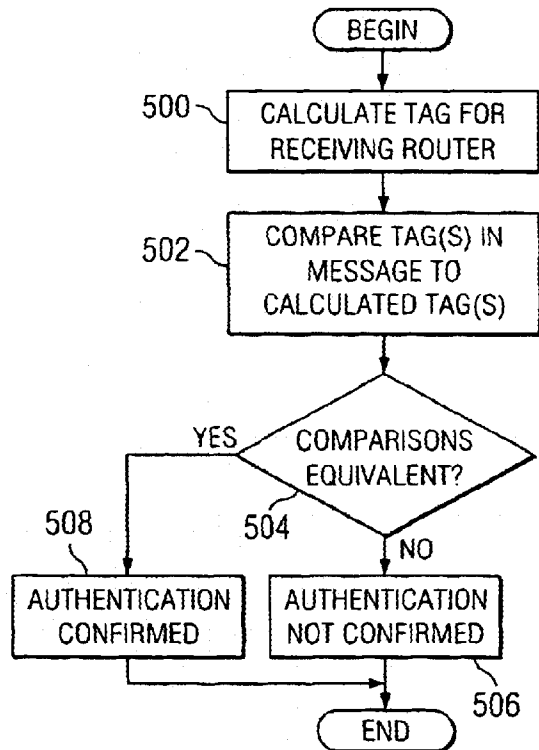 BEGIN
500
CALCULATE TAG FOR
RECEIVING ROUTER
502
COMPARE TAG(S) IN
MESSAGE TO
CALCULATED TAG(S)
YES
COMPARISONS
EQUIVALENT?
504
NO
508
AUTHENTICATION
CONFIRMED
AUTHENTICATION
NOT CONFIRMED
506
END